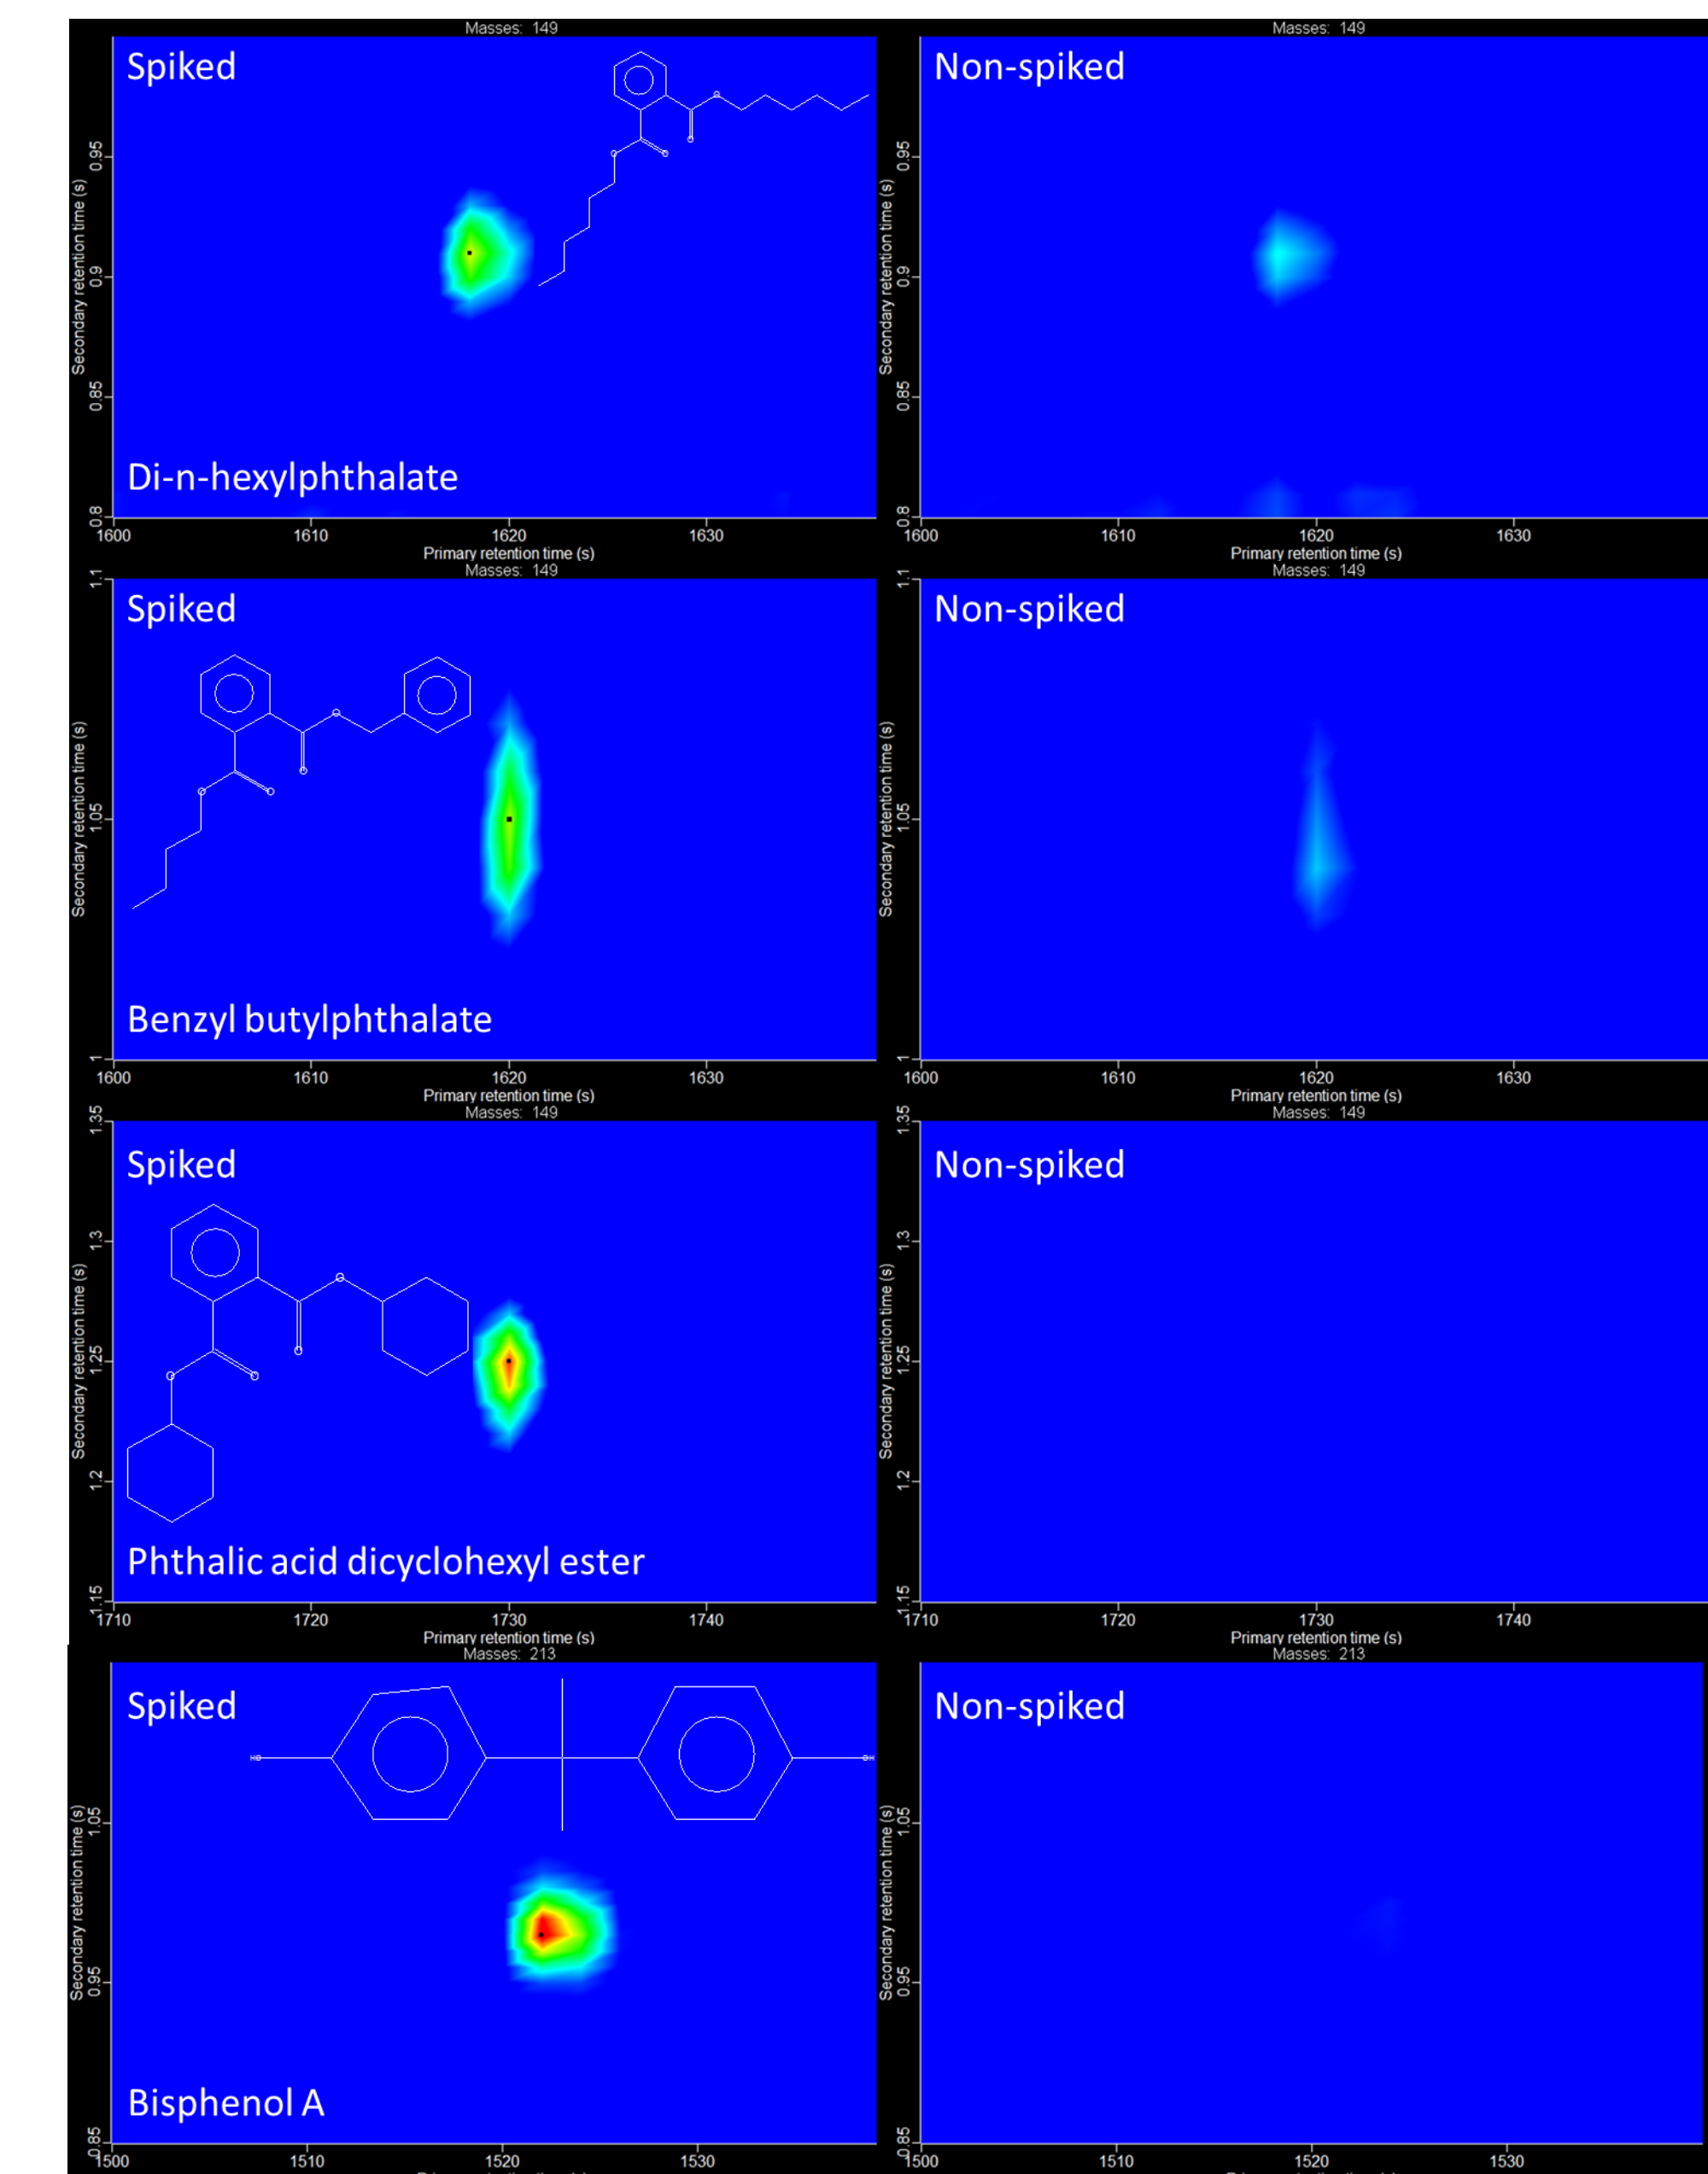 Masses: 149
Spiked
Secondary retention time (s)
0.95
0.9
0.85
0.8
Di-n-hexylphthalate
1600
1610
1620
1630
Primary retention time (s)
Masses: 149
Non-spiked
Secondary retention time (s)
0.95
0.9
0.85
0.8
1600
1610
1620
1630
Primary retention time (s)
Masses: 149
Spiked
Secondary retention time (s)
1.1
1.05
1
Benzyl butylphthalate
1600
1610
1620
1630
Primary retention time (s)
Masses: 149
Non-spiked
Secondary retention time (s)
1.1
1.05
1
1600
1610
1620
1630
Primary retention time (s)
Masses: 149
Spiked
Secondary retention time (s)
1.35
1.3
1.25
1.2
1.15
Phthalic acid dicyclohexyl ester
1710
1720
1730
1740
Primary retention time (s)
Masses: 149
Non-spiked
Secondary retention time (s)
1.35
1.3
1.25
1.2
1.15
1710
1720
1730
1740
Primary retention time (s)
Masses: 213
Spiked
HO
OH
Secondary retention time (s)
1.05
0.95
0.85
Bisphenol A
1500
1510
1520
1530
Masses: 213
Non-spiked
Secondary retention time (s)
1.05
0.95
0.85
1500
1510
1520
1530